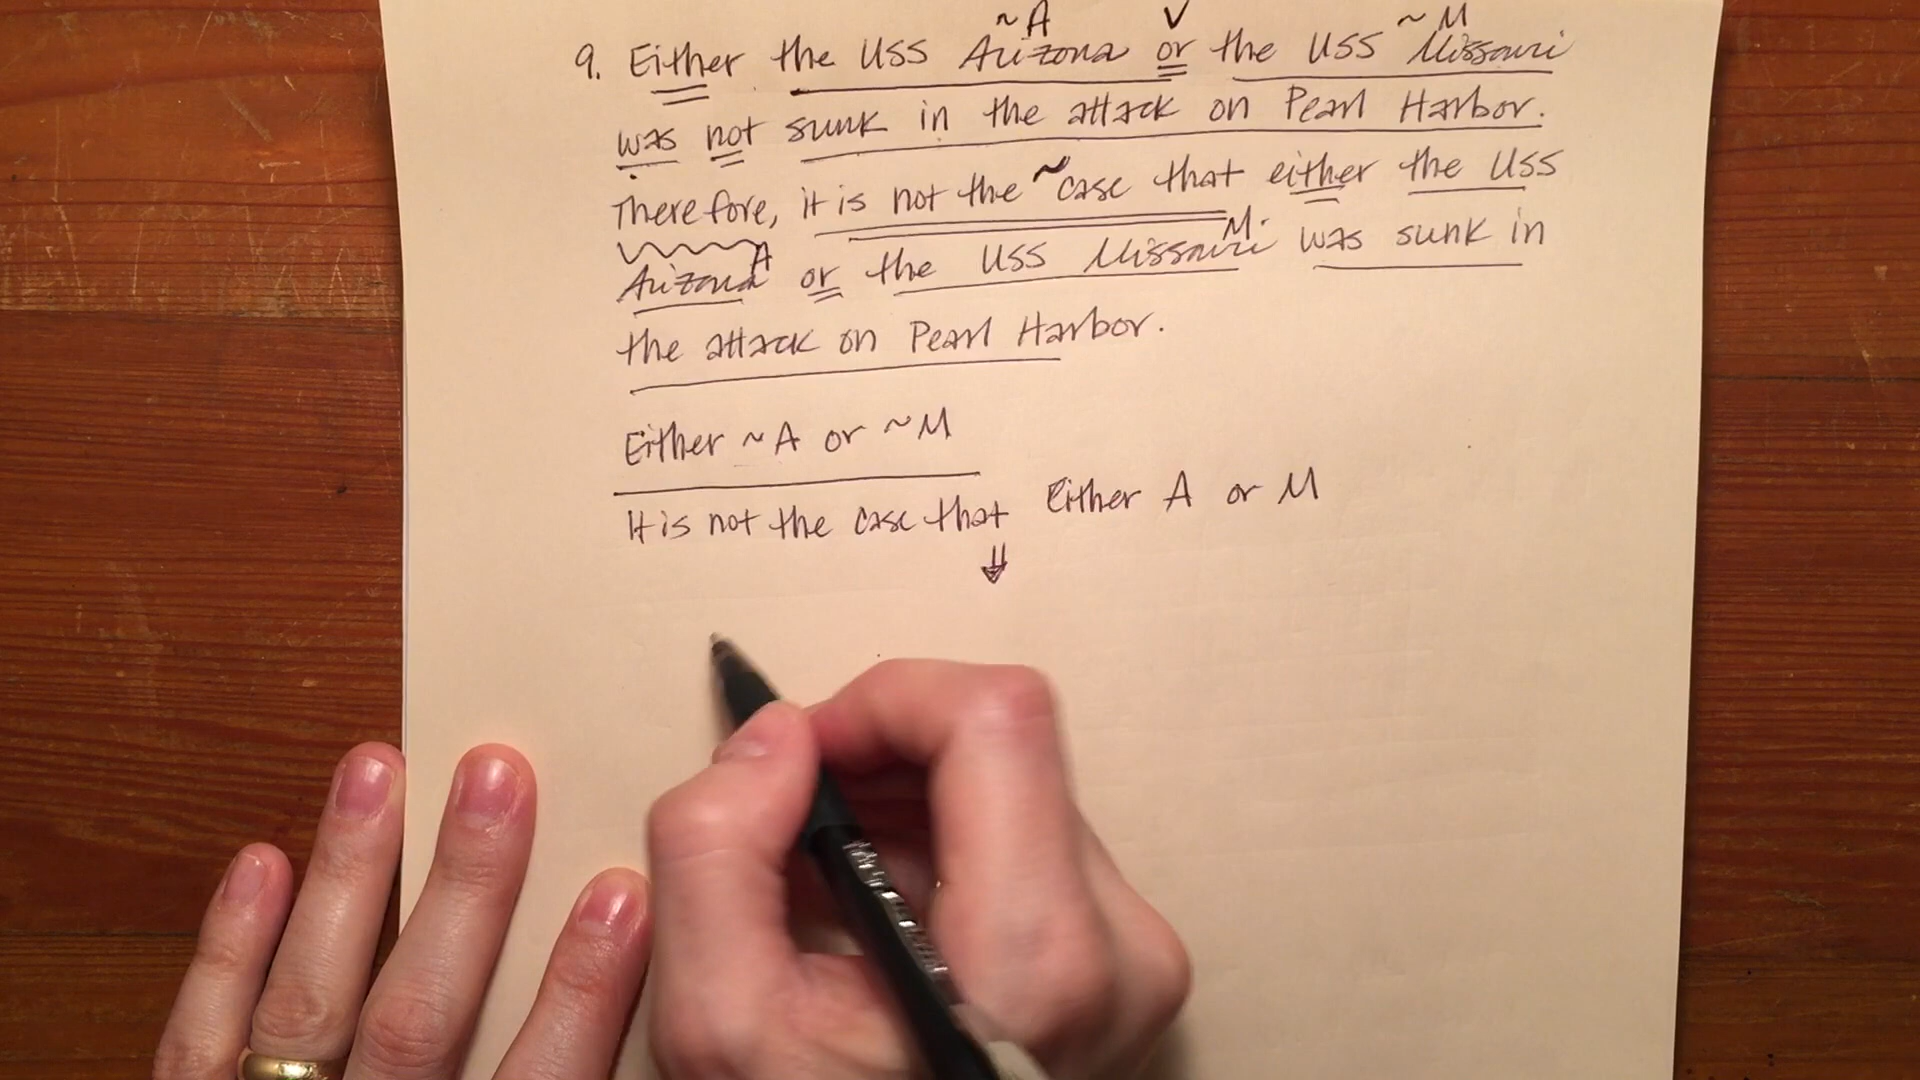 ~A v ~M
9. Either the USS Arizona or the USS Missouri
was not sunk in the attack on Pearl Harbor.
Therefore, it is not the ~ case that either the USS
A M.
Arizona or the USS Missouri was sunk in
the attack on Pearl Harbor.
Either ~A or ~M
It is not the case that Either A or M